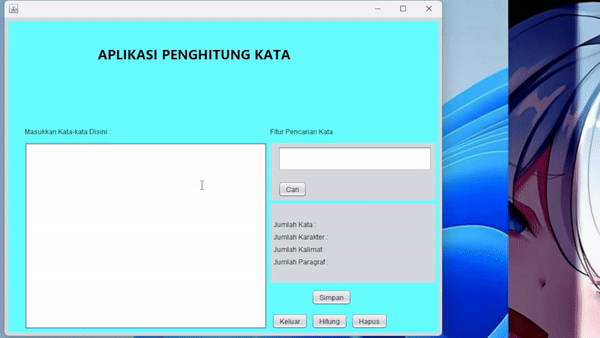 APLIKASI PENGHITUNG KATA
Masukkan Kata-kata Disini :
Fitur Pencarian Kata
Cari
Jumlah Kata :
Jumlah Karakter :
Jumlah Kalimat :
Jumlah Paragraf :
Simpan
Keluar
Hitung
Hapus